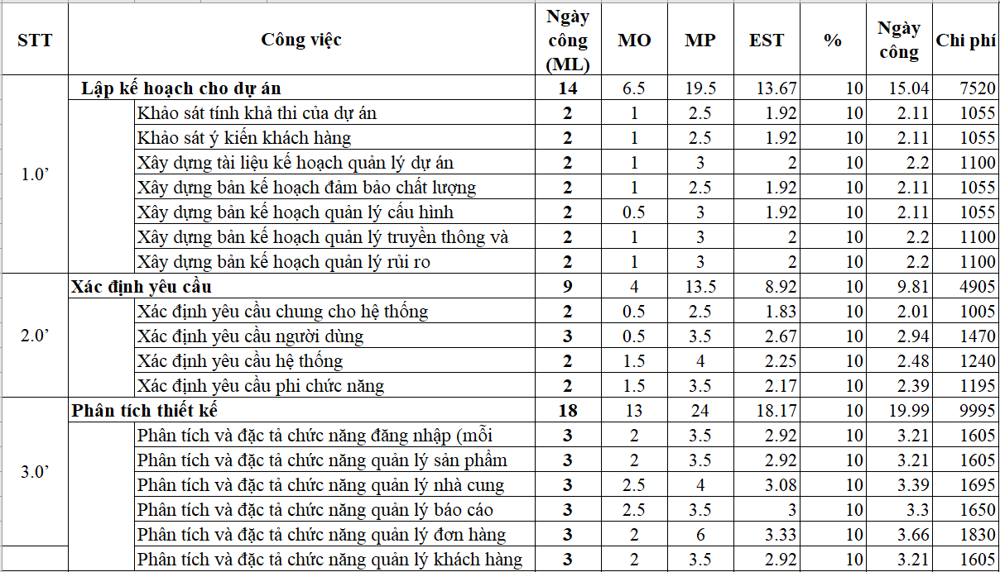 STT Công việc Ngày công (ML) MO MP EST % Ngày công Chi phí
Lập kế hoạch cho dự án 14 6.5 19.5 13.67 10 15.04 7520
1.0’
Khảo sát tính khả thi của dự án 2 1 2.5 1.92 10 2.11 1055
Khảo sát ý kiến khách hàng 2 1 2.5 1.92 10 2.11 1055
Xây dựng tài liệu kế hoạch quản lý dự án 2 1 3 2 10 2.2 1100
Xây dựng bản kế hoạch đảm bảo chất lượng 2 1 2.5 1.92 10 2.11 1055
Xây dựng bản kế hoạch quản lý cấu hình 2 0.5 3 1.92 10 2.11 1055
Xây dựng bản kế hoạch quản lý truyền thông và 2 1 3 2 10 2.2 1100
Xây dựng bản kế hoạch quản lý rủi ro 2 1 3 2 10 2.2 1100
Xác định yêu cầu 9 4 13.5 8.92 10 9.81 4905
2.0’
Xác định yêu cầu chung cho hệ thống 2 0.5 2.5 1.83 10 2.01 1005
Xác định yêu cầu người dùng 3 0.5 3.5 2.67 10 2.94 1470
Xác định yêu cầu hệ thống 2 1.5 4 2.25 10 2.48 1240
Xác định yêu cầu phi chức năng 2 1.5 3.5 2.17 10 2.39 1195
Phân tích thiết kế 18 13 24 18.17 10 19.99 9995
3.0’
Phân tích và đặc tả chức năng đăng nhập (mỗi 3 2 3.5 2.92 10 3.21 1605
Phân tích và đặc tả chức năng quản lý sản phẩm 3 2 3.5 2.92 10 3.21 1605
Phân tích và đặc tả chức năng quản lý nhà cung 3 2.5 4 3.08 10 3.39 1695
Phân tích và đặc tả chức năng quản lý báo cáo 3 2.5 3.5 3 10 3.3 1650
Phân tích và đặc tả chức năng quản lý đơn hàng 3 2 6 3.33 10 3.66 1830
Phân tích và đặc tả chức năng quản lý khách hàng 3 2 3.5 2.92 10 3.21 1605